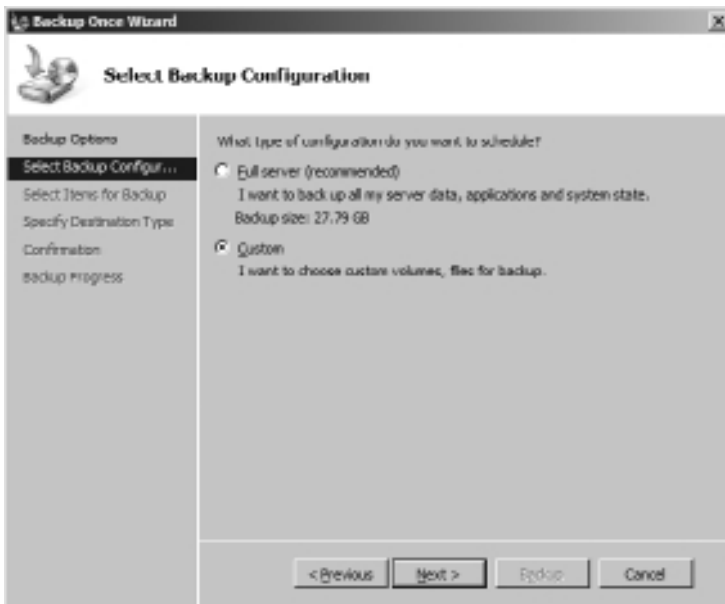 Backup Once Wizard
Select Backup Configuration
Backup Options
Select Backup Configur...
Select Items for Backup
Specify Destination Type
Confirmation
Backup Progress
What type of configuration do you want to schedule?
Full server (recommended)
I want to back up all my server data, applications and system state.
Backup size: 27.79 GB
Custom
I want to choose custom volumes, files for backup.
< Previous
Next >
Backup
Cancel